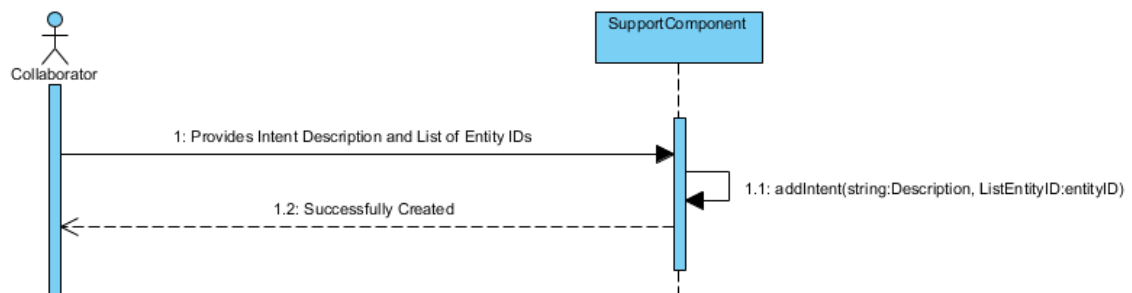 SupportComponent
Collaborator
1: Provides Intent Description and List of Entity IDs
1.1: addIntent(string:Description, ListEntityID:entityID)
1.2: Successfully Created